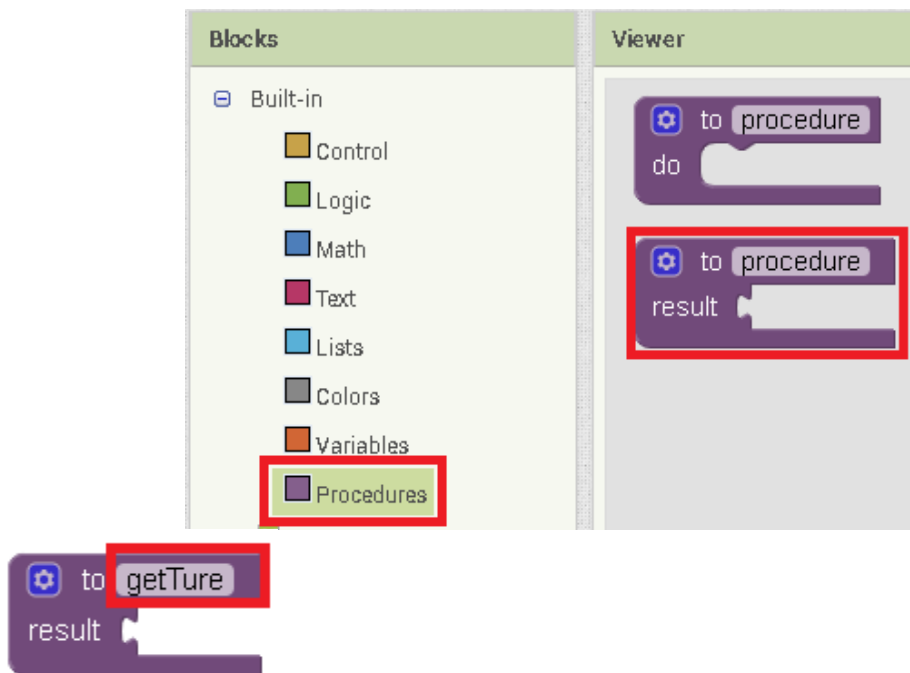 Blocks
Built-in
Control
Logic
Math
Text
Lists
Colors
Variables
Procedures
Viewer
to procedure
do
to procedure
result
to getTure
result